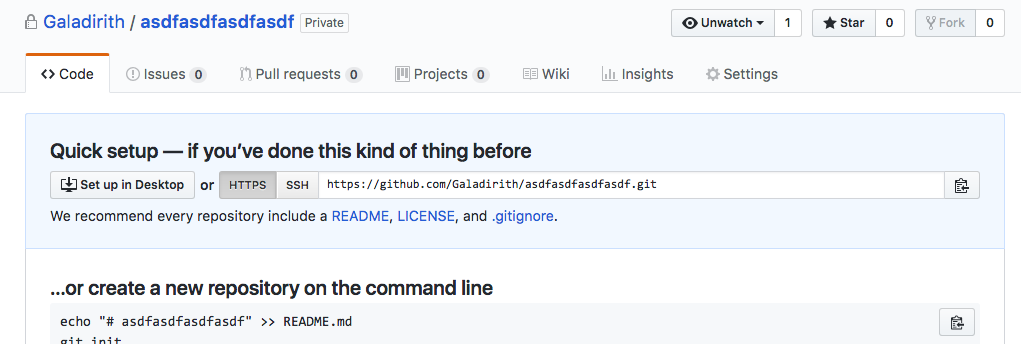 Galadirith / asdfasdfasdfasdf Private Unwatch 1 Star 0 Fork 0
Code Issues 0 Pull requests 0 Projects 0 Wiki Insights Settings
Quick setup — if you’ve done this kind of thing before
Set up in Desktop or HTTPS SSH https://github.com/Galadirith/asdfasdfasdfasdf.git
We recommend every repository include a README, LICENSE, and .gitignore.
…or create a new repository on the command line
echo "# asdfasdfasdfasdf" >> README.md
git init